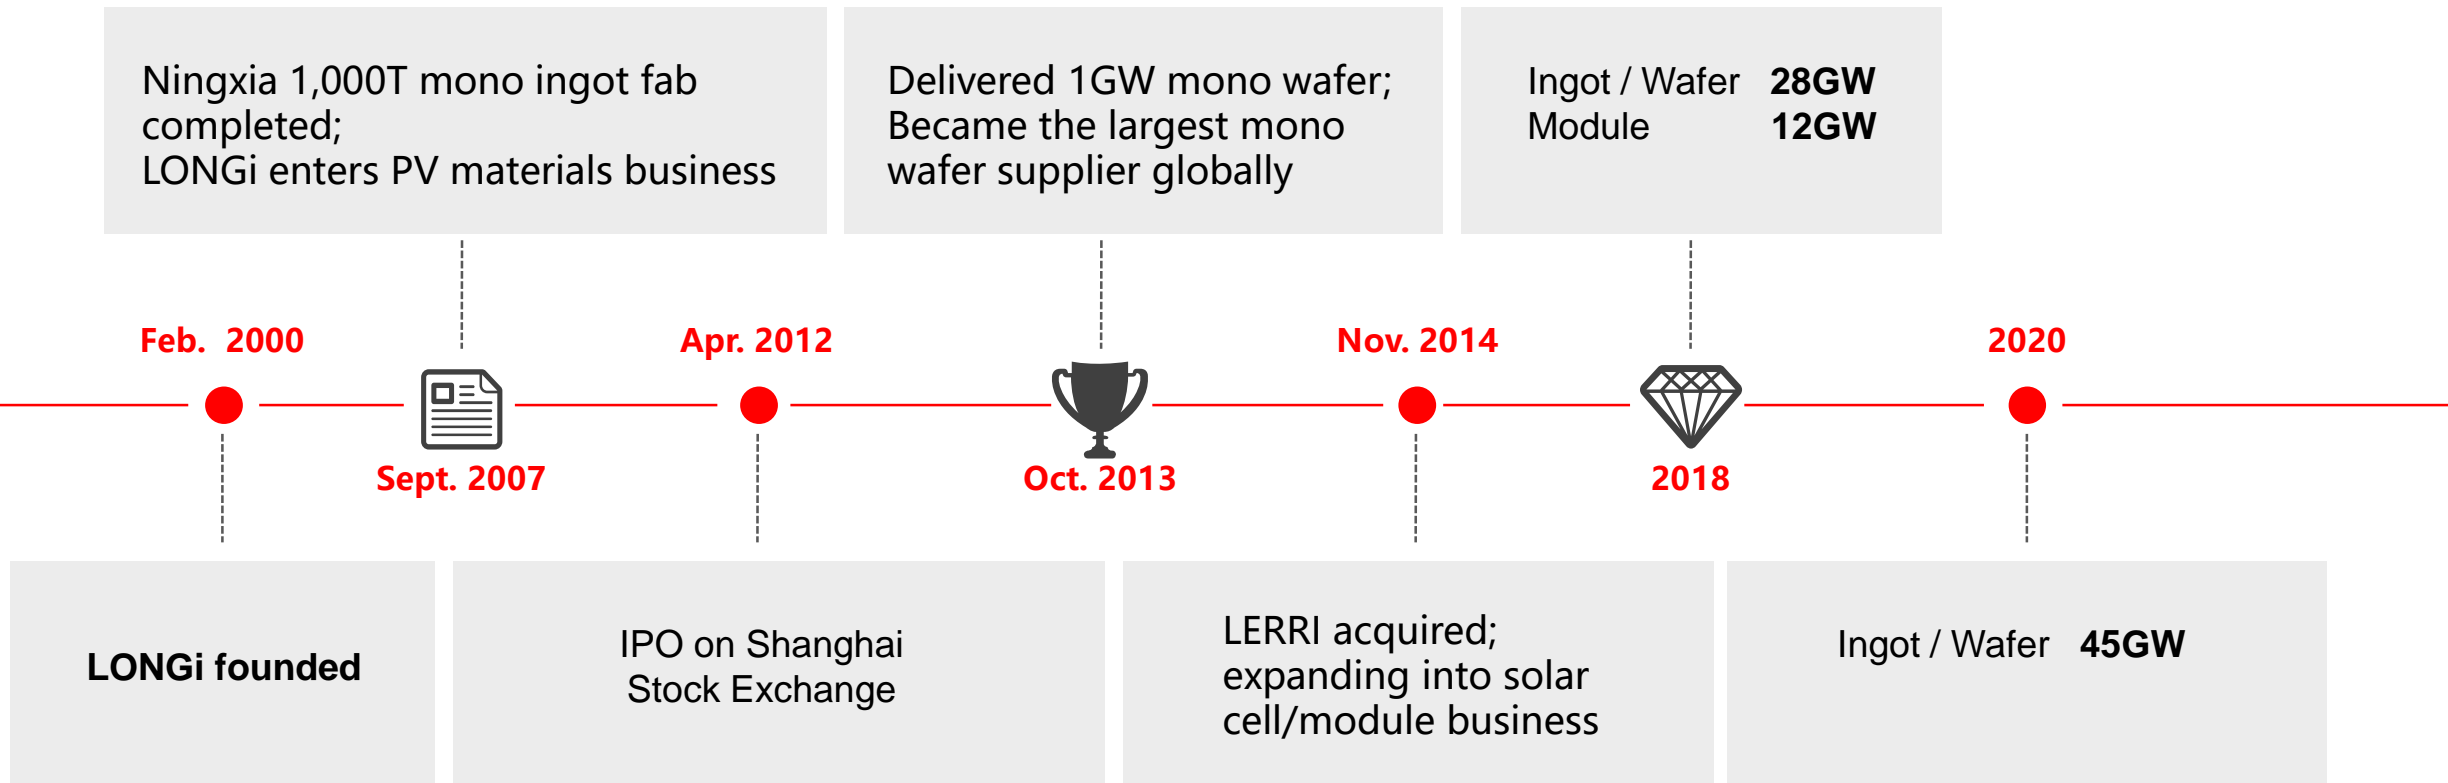 Ningxia 1,000T mono ingot fab
completed;
LONGi enters PV materials business
Delivered 1GW mono wafer;
Became the largest mono
wafer supplier globally
Ingot / Wafer 28GW
Module 12GW
Feb. 2000
Apr. 2012
Nov. 2014
2020
Sept. 2007
Oct. 2013
2018
LONGi founded
IPO on Shanghai
Stock Exchange
LERRI acquired;
expanding into solar
cell/module business
Ingot / Wafer 45GW